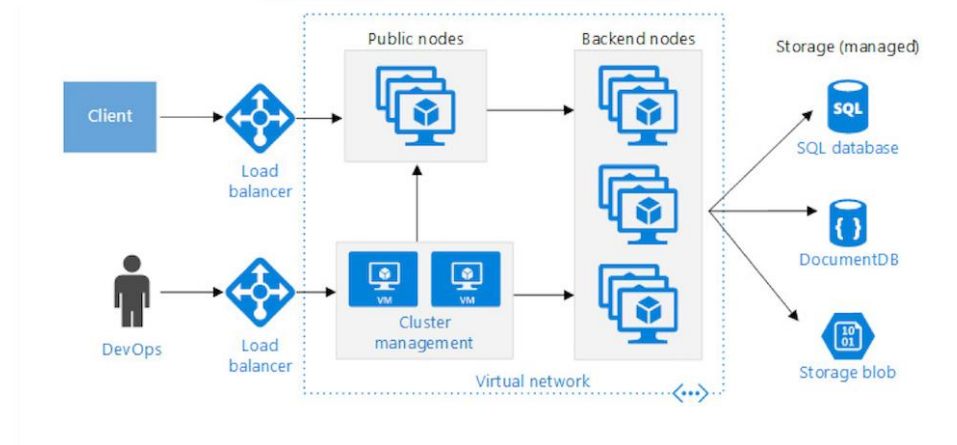 Public nodes
Backend nodes
Storage (managed)
Client
Load
balancer
SQL
SQL database
{ }
DocumentDB
DevOps
Load
balancer
VM
VM
Cluster
management
10
01
Storage blob
Virtual network